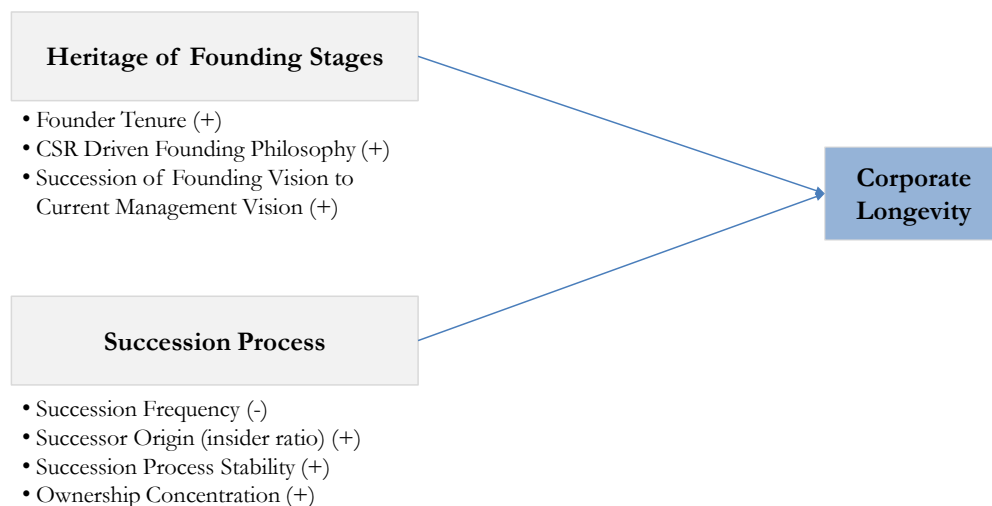 Heritage of Founding Stages
• Founder Tenure (+)
• CSR Driven Founding Philosophy (+)
• Succession of Founding Vision to
Current Management Vision (+)
Corporate
Longevity
Succession Process
• Succession Frequency (-)
• Successor Origin (insider ratio) (+)
• Succession Process Stability (+)
• Ownership Concentration (+)